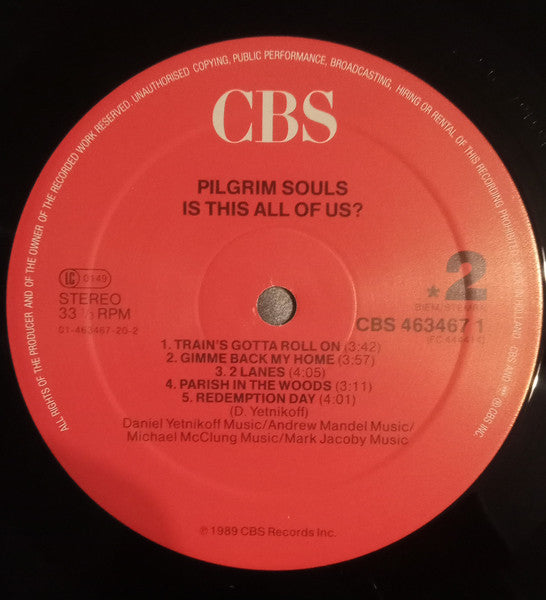 ALL RIGHTS OF THE PRODUCER AND OF THE OWNER OF THE RECORDED WORK RESERVED. UNAUTHORISED COPYING, PUBLIC PERFORMANCE, BROADCASTING, HIRING OR RENTAL OF THIS RECORDING PROHIBITED.
CBS
PILGRIM SOULS
IS THIS ALL OF US?
LC 0149
STEREO
33 ⅓ RPM
01-463467-20-2
★ 2
BIEM/STEMRA
CBS 463467 1
1. TRAIN'S GOTTA ROLL ON (3:42)
2. GIMME BACK MY HOME (3:57)
3. 2 LANES (4:05)
4. PARISH IN THE WOODS (3:11)
5. REDEMPTION DAY (4:01)
(D. Yetnikoff)
Daniel Yetnikoff Music/Andrew Mandel Music/
Michael McClung Music/Mark Jacoby Music
℗ 1989 CBS Records Inc.